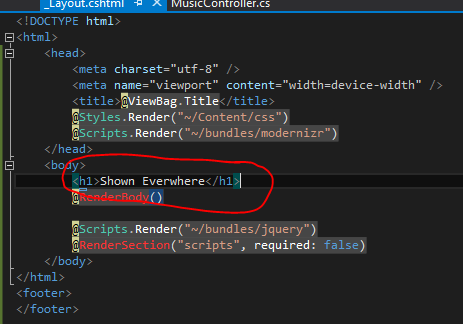 _Layout.cshtml MusicController.cs
<!DOCTYPE html>
<html>
<head>
<meta charset="utf-8" />
<meta name="viewport" content="width=device-width" />
<title>@ViewBag.Title</title>
@Styles.Render("~/Content/css")
@Scripts.Render("~/bundles/modernizr")
</head>
<body>
<h1>Shown Everwhere</h1>
@RenderBody()
@Scripts.Render("~/bundles/jquery")
@RenderSection("scripts", required: false)
</body>
</html>
<footer>
</footer>